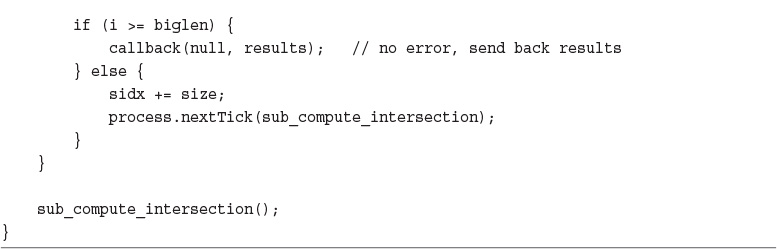 if (i >= biglen) {
            callback(null, results);   // no error, send back results
        } else {
            sidx += size;
            process.nextTick(sub_compute_intersection);
        }
    }

    sub_compute_intersection();
}